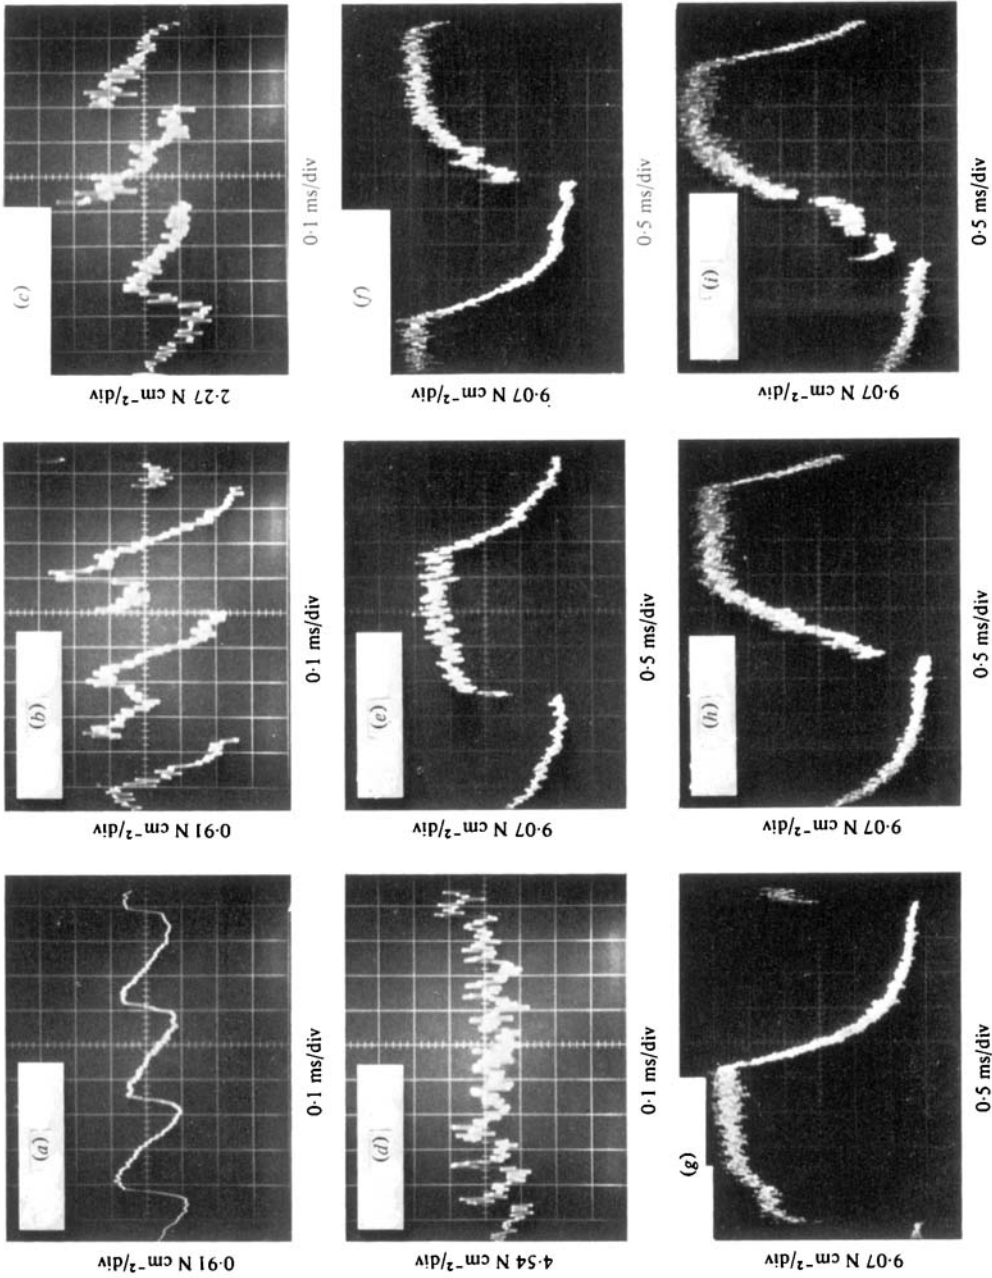 (a)
0·91 N cm⁻²/div
0·1 ms/div
(b)
0·91 N cm⁻²/div
0·1 ms/div
(c)
2·27 N cm⁻²/div
0·1 ms/div
(d)
4·54 N cm⁻²/div
0·1 ms/div
(e)
9·07 N cm⁻²/div
0·5 ms/div
(f)
9·07 N cm⁻²/div
0·5 ms/div
(g)
9·07 N cm⁻²/div
0·5 ms/div
(h)
9·07 N cm⁻²/div
0·5 ms/div
(i)
9·07 N cm⁻²/div
0·5 ms/div